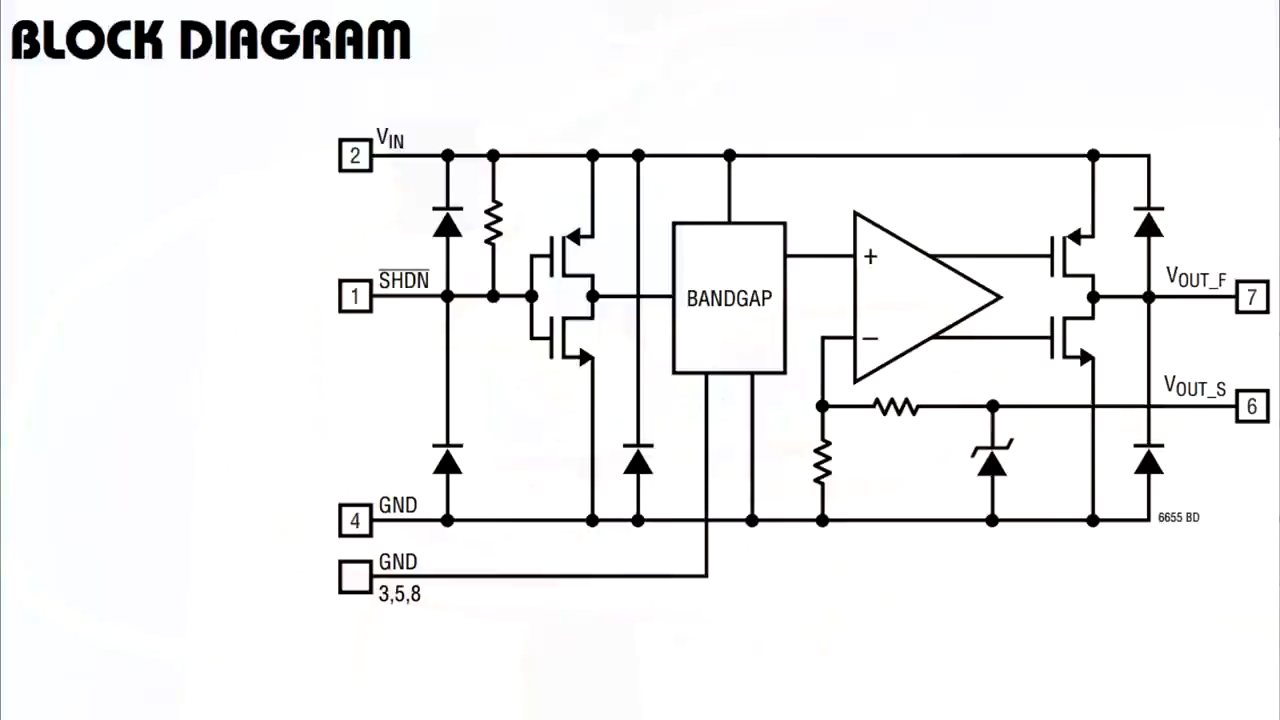 BLOCK DIAGRAM
2 VIN
1 SHDN
+
BANDGAP
VOUT_F 7
–
VOUT_S 6
4 GND
6655 BD
GND
3,5,8